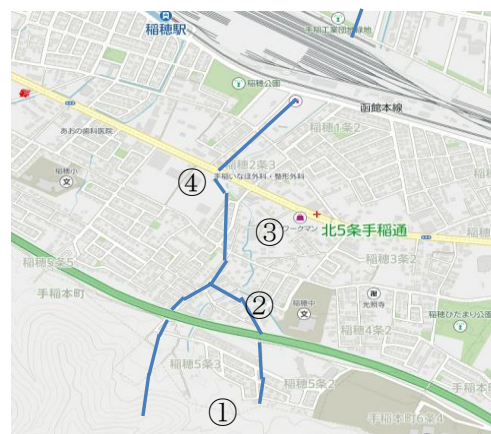 稲穂駅
手稲工業団地緑地
稲穂公園
函館本線
あおの歯科医院
稲穂1条2
稲穂2条3
手稲いなほ外科・整形外科
稲穂小
文
④
③
ワークマン
北5条手稲通
稲穂3条2
稲穂5条5
手稲本町
②
稲穂中
文
光照寺
稲穂ひだまり公園
稲穂4条2
稲穂5条3
稲穂5条2
①
手稲本町6条4